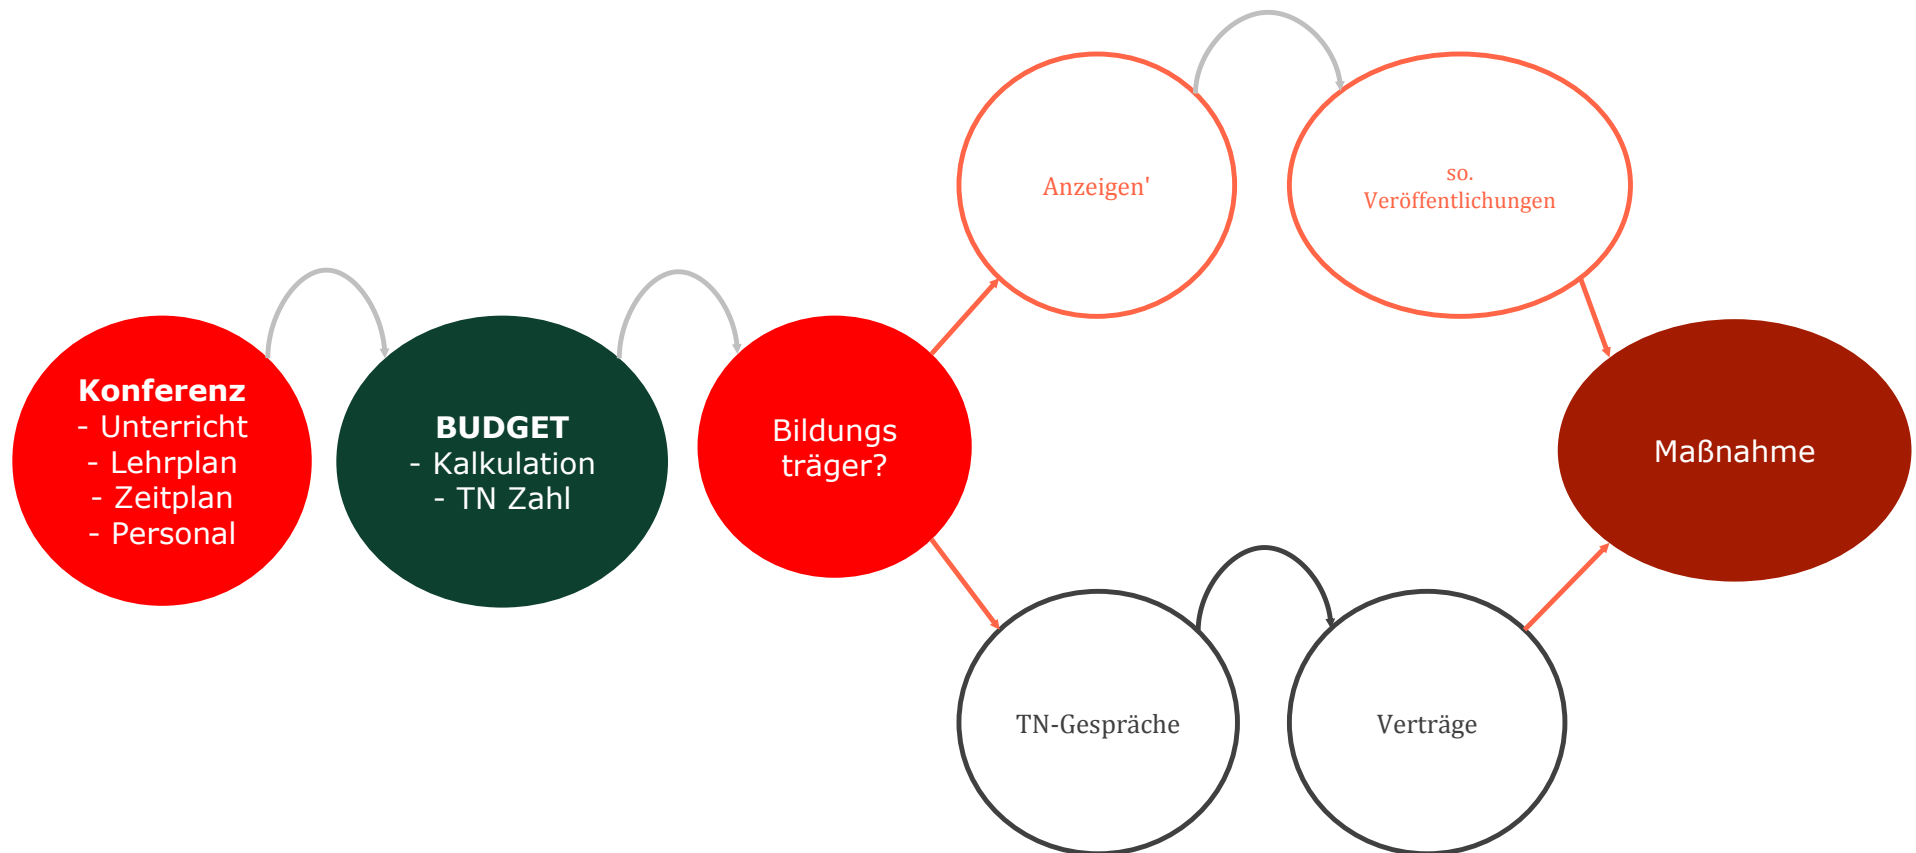 Konferenz
- Unterricht
- Lehrplan
- Zeitplan
- Personal
BUDGET
- Kalkulation
- TN Zahl
Bildungs
träger?
Anzeigen'
so.
Veröffentlichungen
TN-Gespräche
Verträge
Maßnahme